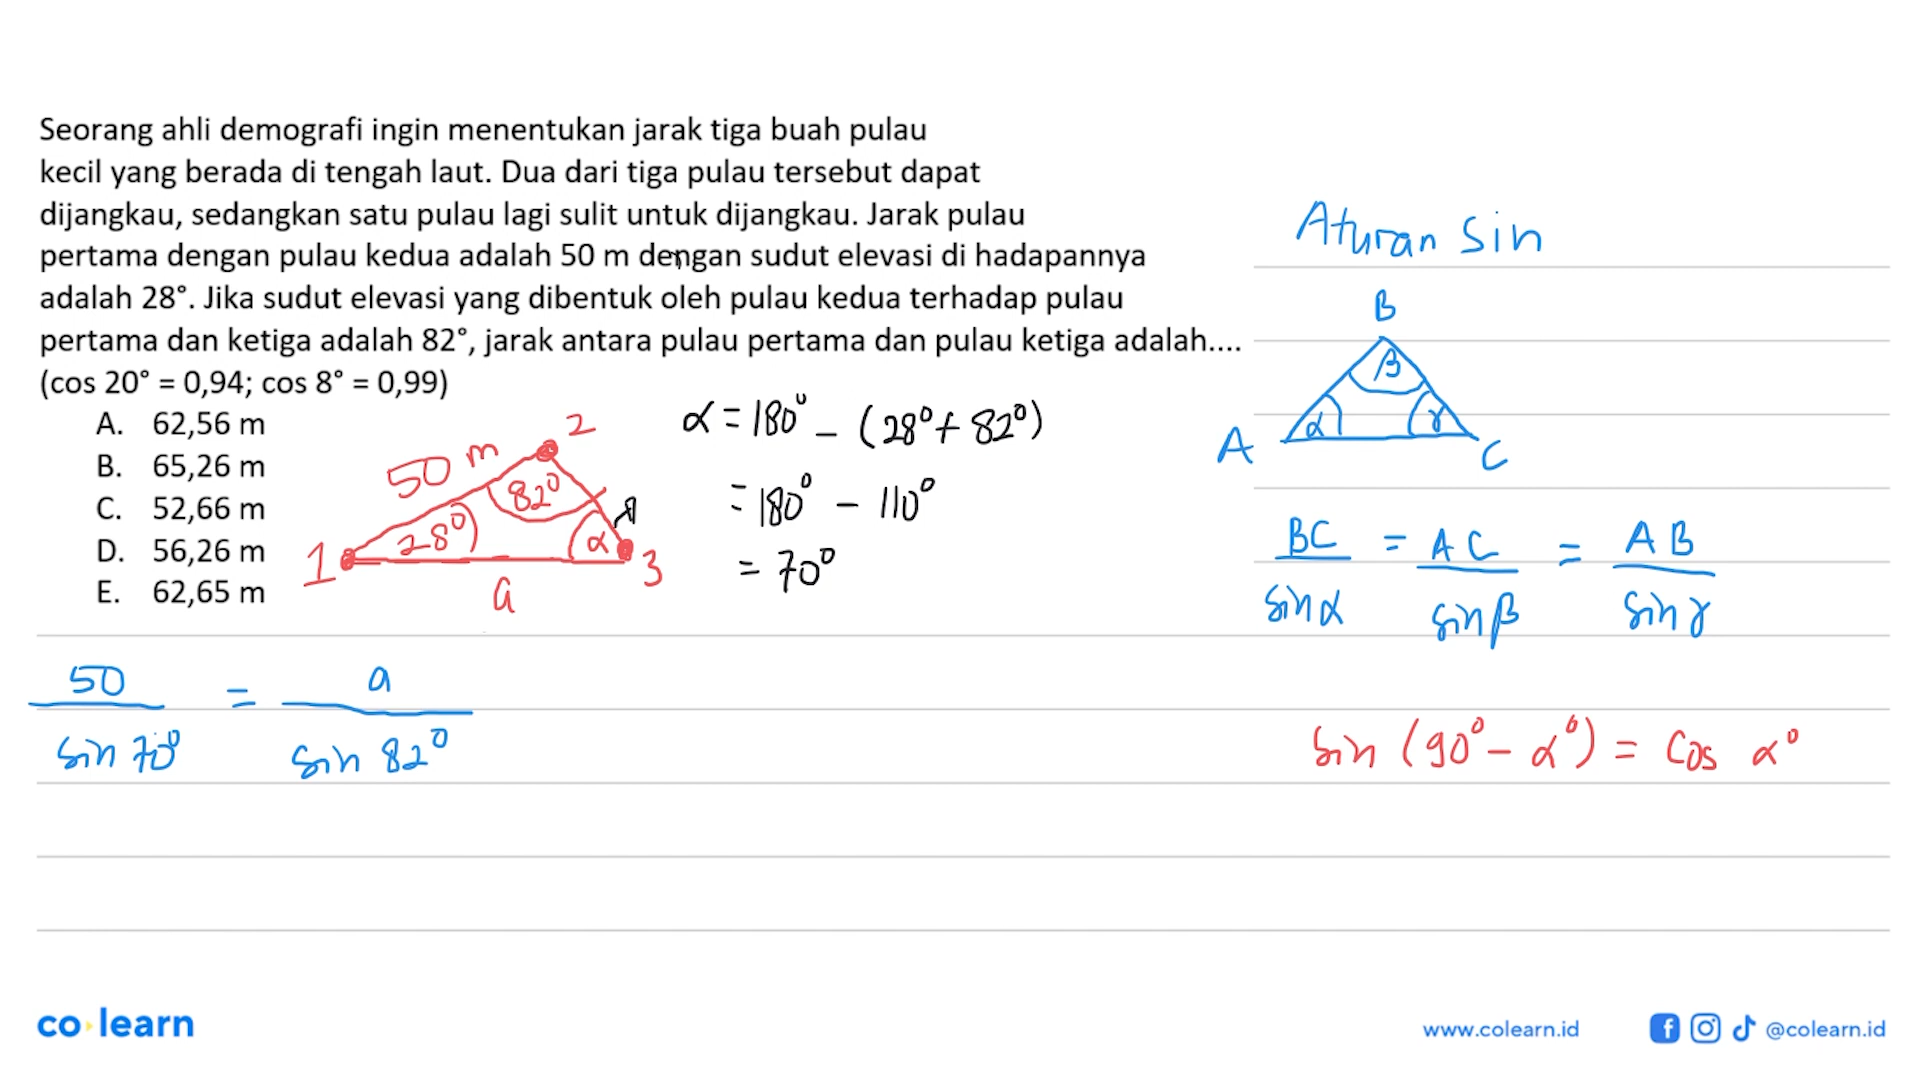 Seorang ahli demografi ingin menentukan jarak tiga buah pulau
kecil yang berada di tengah laut. Dua dari tiga pulau tersebut dapat
dijangkau, sedangkan satu pulau lagi sulit untuk dijangkau. Jarak pulau
pertama dengan pulau kedua adalah 50 m dengan sudut elevasi di hadapannya
adalah 28°. Jika sudut elevasi yang dibentuk oleh pulau kedua terhadap pulau
pertama dan ketiga adalah 82°, jarak antara pulau pertama dan pulau ketiga adalah....
(cos 20° = 0,94; cos 8° = 0,99)
A. 62,56 m
B. 65,26 m
C. 52,66 m
D. 56,26 m
E. 62,65 m
50 m
2
82°
28°
α
1
3
a
α = 180° - (28° + 82°)
= 180° - 110°
= 70°
Aturan Sin
B
β
α
γ
A
C
BC/sin α = AC/sin β = AB/sin γ
50/sin 70° = a/sin 82°
sin (90° - α°) = cos α°
co learn
www.colearn.id
@colearn.id